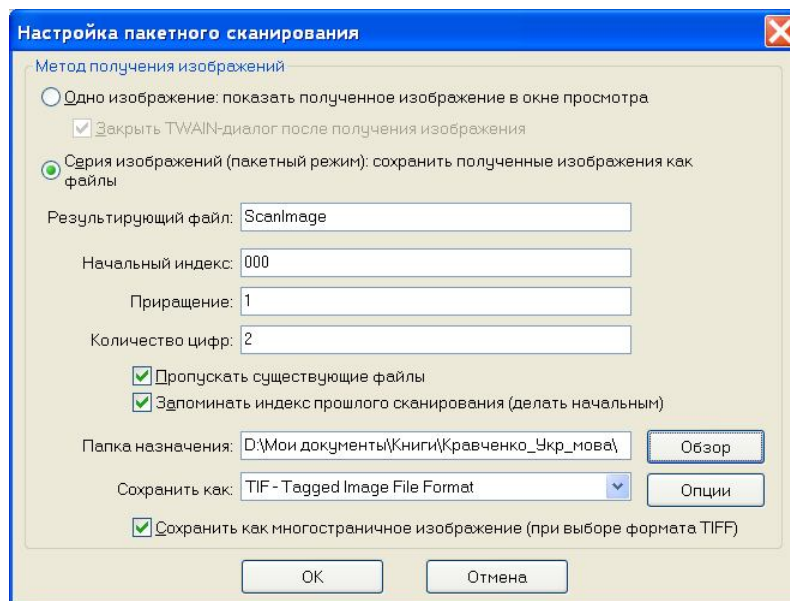 Настройка пакетного сканирования
Метод получения изображений
Одно изображение: показать полученное изображение в окне просмотра
Закрыть TWAIN-диалог после получения изображения
Серия изображений (пакетный режим): сохранить полученные изображения как
файлы
Результирующий файл: ScanImage
Начальный индекс: 000
Приращение: 1
Количество цифр: 2
Пропускать существующие файлы
Запоминать индекс прошлого сканирования (делать начальным)
Папка назначения: D:\Мои документы\Книги\Кравченко_Укр_мова\ Обзор
Сохранить как: TIF - Tagged Image File Format Опции
Сохранить как многостраничное изображение (при выборе формата TIFF)
OK Отмена